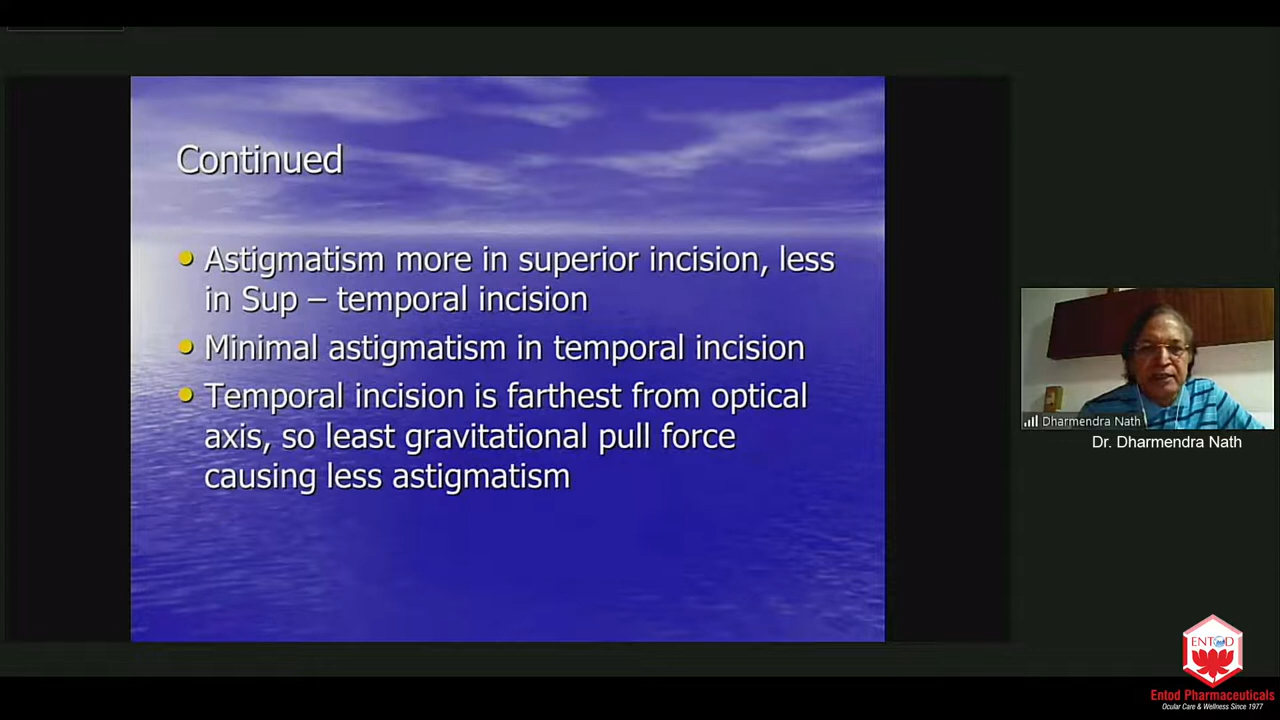 Continued
Astigmatism more in superior incision, less
in Sup – temporal incision
Minimal astigmatism in temporal incision
Temporal incision is farthest from optical
axis, so least gravitational pull force
causing less astigmatism
Dharmendra Nath
Dr. Dharmendra Nath
ENTOD
Entod Pharmaceuticals
Ocular Care & Wellness Since 1977